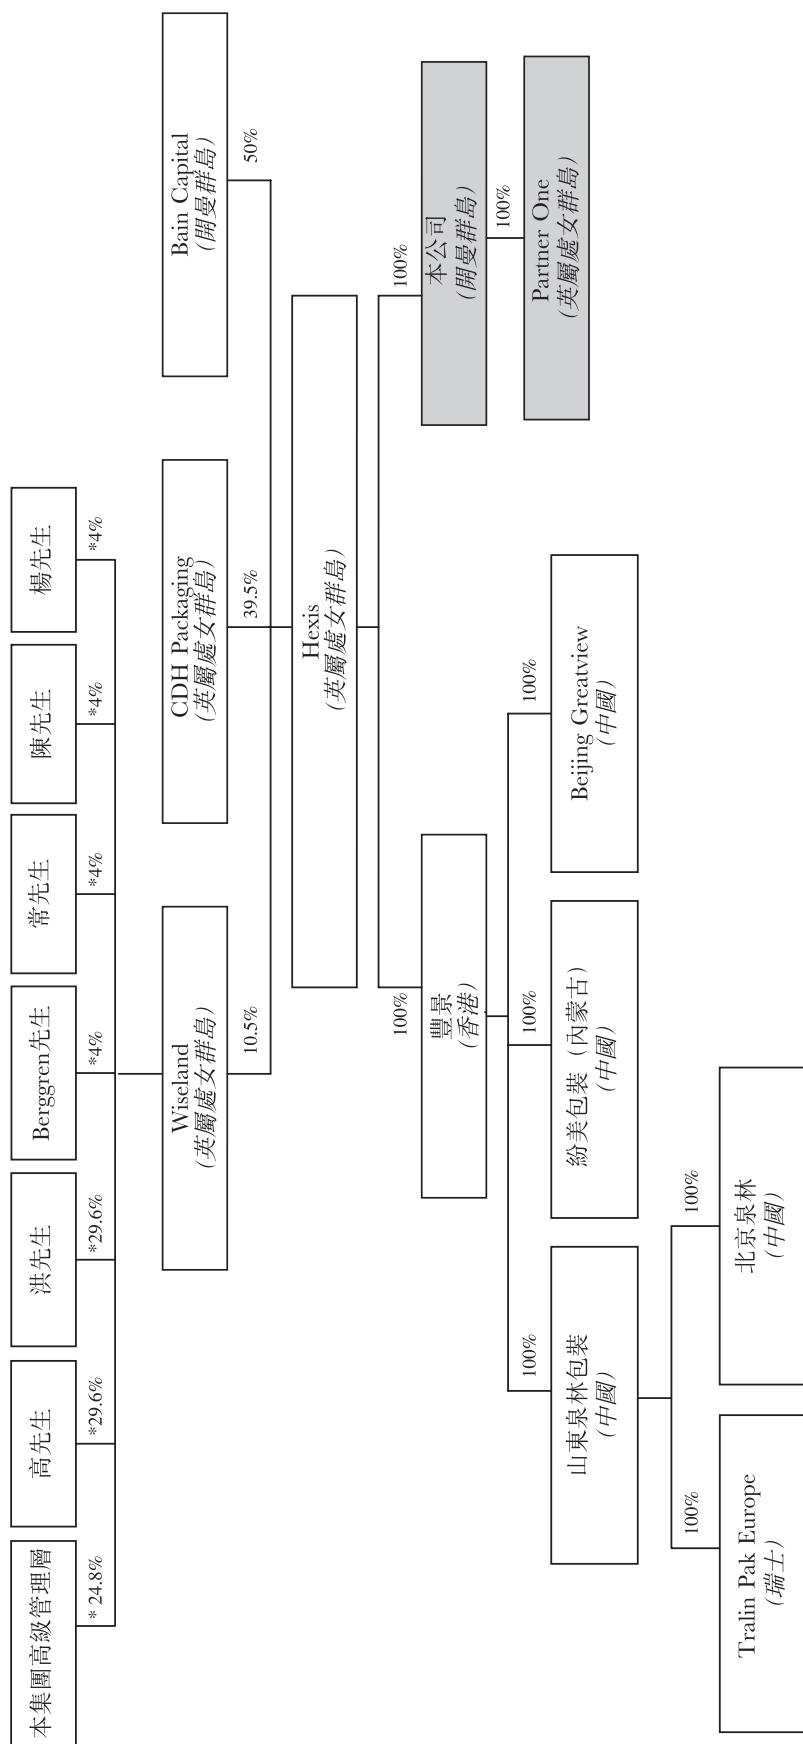 本集團高級管理層
高先生
洪先生
Berggren先生
常先生
陳先生
楊先生
* 24.8%
*29.6%
*29.6%
*4%
*4%
*4%
*4%
Wiseland
(英屬處女群島)
CDH Packaging
(英屬處女群島)
Bain Capital
(開曼群島)
10.5%
39.5%
50%
Hexis
(英屬處女群島)
100%
100%
豐景
(香港)
本公司
(開曼群島)
100%
Partner One
(英屬處女群島)
100%
100%
100%
山東泉林包裝
(中國)
紛美包裝（內蒙古）
(中國)
Beijing Greatview
(中國)
100%
100%
Tralin Pak Europe
(瑞士)
北京泉林
(中國)